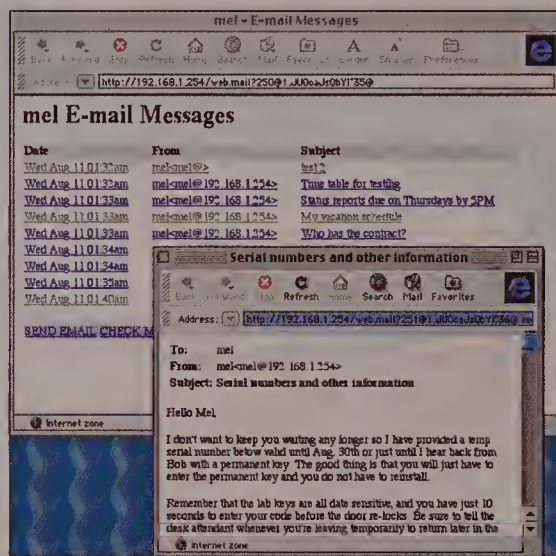 mel – E-mail Messages
Back Forward Stop Refresh Home Search Mail Favorites Larger Smaller Preferences
Address: http://192.168.1.254/web.mail?250@1
mel E-mail Messages
Date From Subject
Wed Aug 11 01:32am mel<mel@> test 2
Wed Aug 11 01:32am mel<mel@192.168.1.254> Time table for testing
Wed Aug 11 01:33am mel<mel@192.168.1.254> Status reports due on Thursdays by 5PM
Wed Aug 11 01:33am mel<mel@192.168.1.254> My vacation schedule
Wed Aug 11 01:33am mel<mel@192.168.1.254> Who has the contract?
Wed Aug 11 01:34am
Wed Aug 11 01:34am
Wed Aug 11 01:35am
Wed Aug 11 01:40am
SEND EMAIL CHECK M
Internet zone
Serial numbers and other information
Back Forward Stop Refresh Home Search Mail Favorites
Address: http://192.168.1.254/web.mail?251@1
To: mel
From: mel<mel@192.168.1.254>
Subject: Serial numbers and other information
Hello Mel,
I don't want to keep you waiting any longer so I have provided a temp
serial number below valid until Aug. 30th or just until I hear back from
Bob with a permanent key. The good thing is that you will just have to
enter the permanent key and you do not have to reinstall.
Remember that the lab keys are all date sensitive, and you have just 10
seconds to enter your code before the door re-locks. Be sure to tell the
desk attendant whenever you're leaving temporarily to return later in the
Internet zone